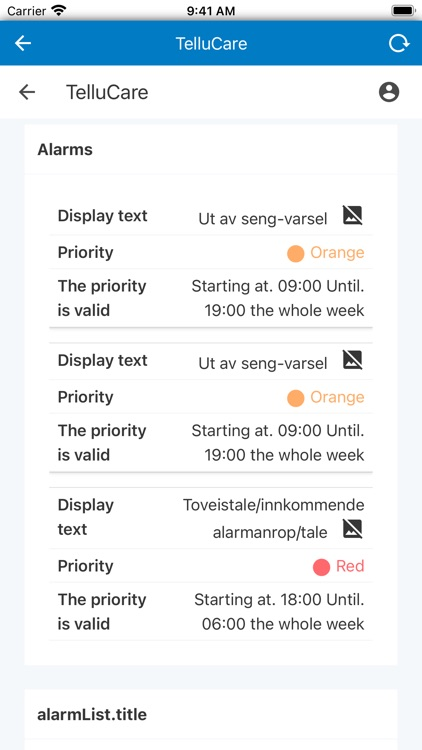 Carrier 9:41 AM
TelluCare
TelluCare
Alarms
Display text Ut av seng-varsel
Priority Orange
The priority Starting at. 09:00 Until.
is valid 19:00 the whole week
Display text Ut av seng-varsel
Priority Orange
The priority Starting at. 09:00 Until.
is valid 19:00 the whole week
Display Toveistale/innkommende
text alarmanrop/tale
Priority Red
The priority Starting at. 18:00 Until.
is valid 06:00 the whole week
alarmList.title